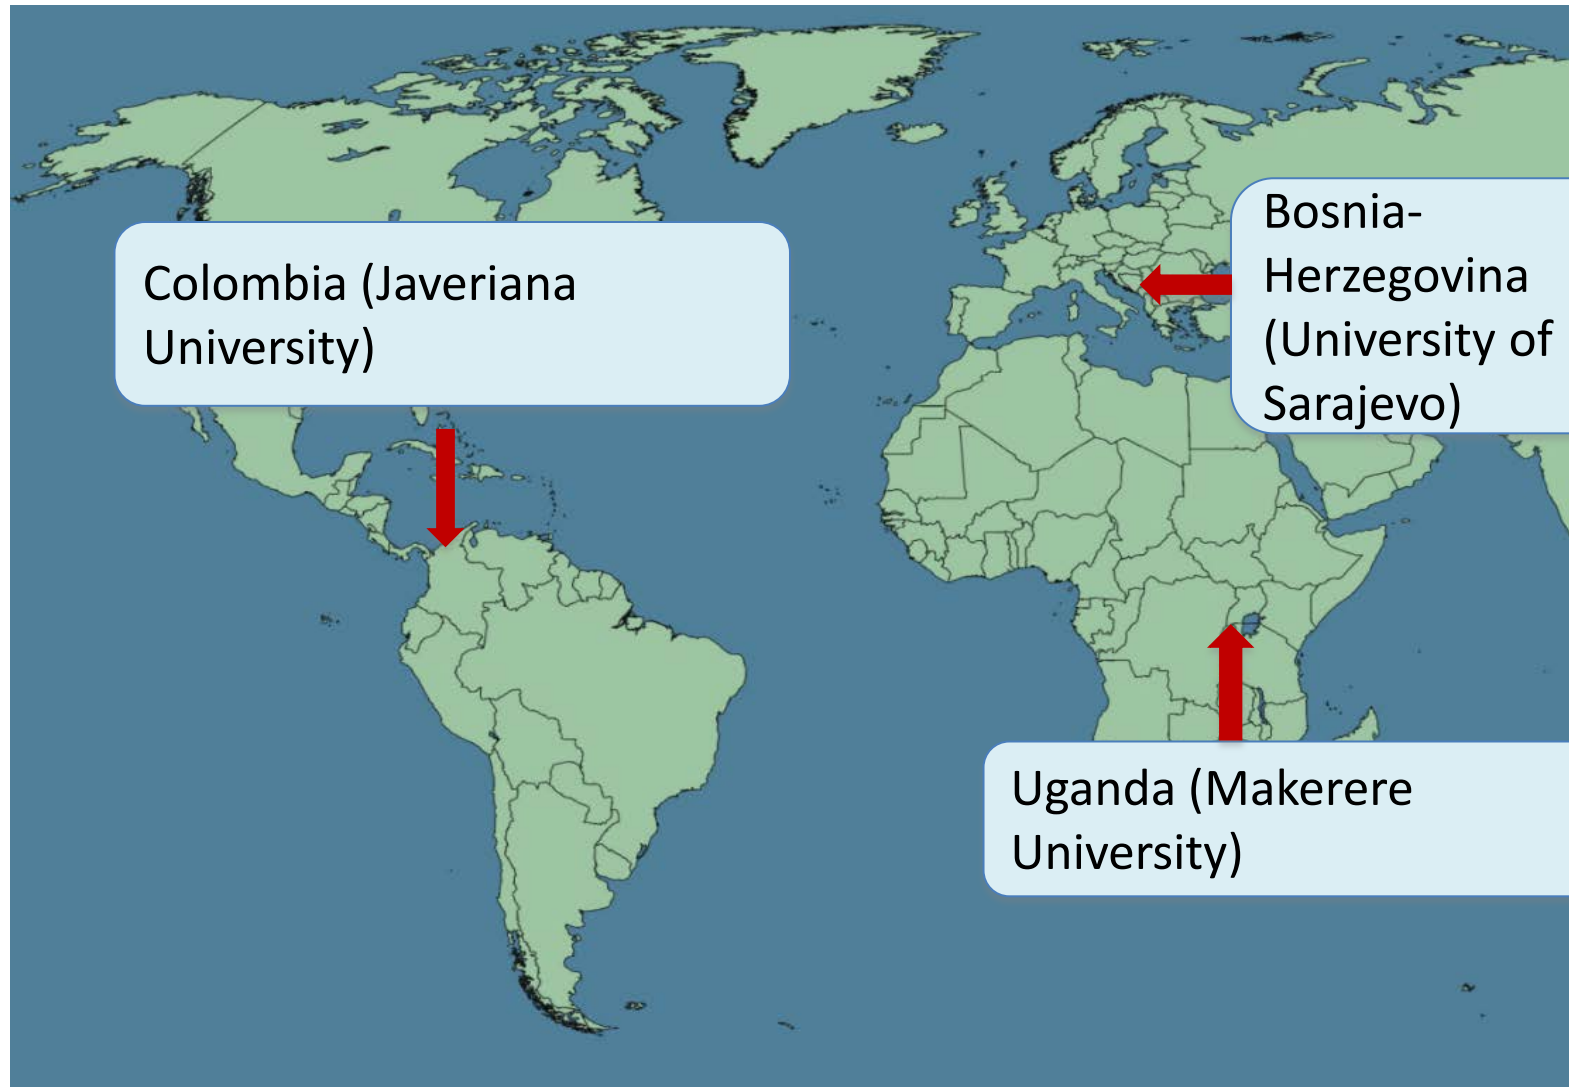 Colombia (Javeriana
University)
Bosnia-
Herzegovina
(University of
Sarajevo)
Uganda (Makerere
University)